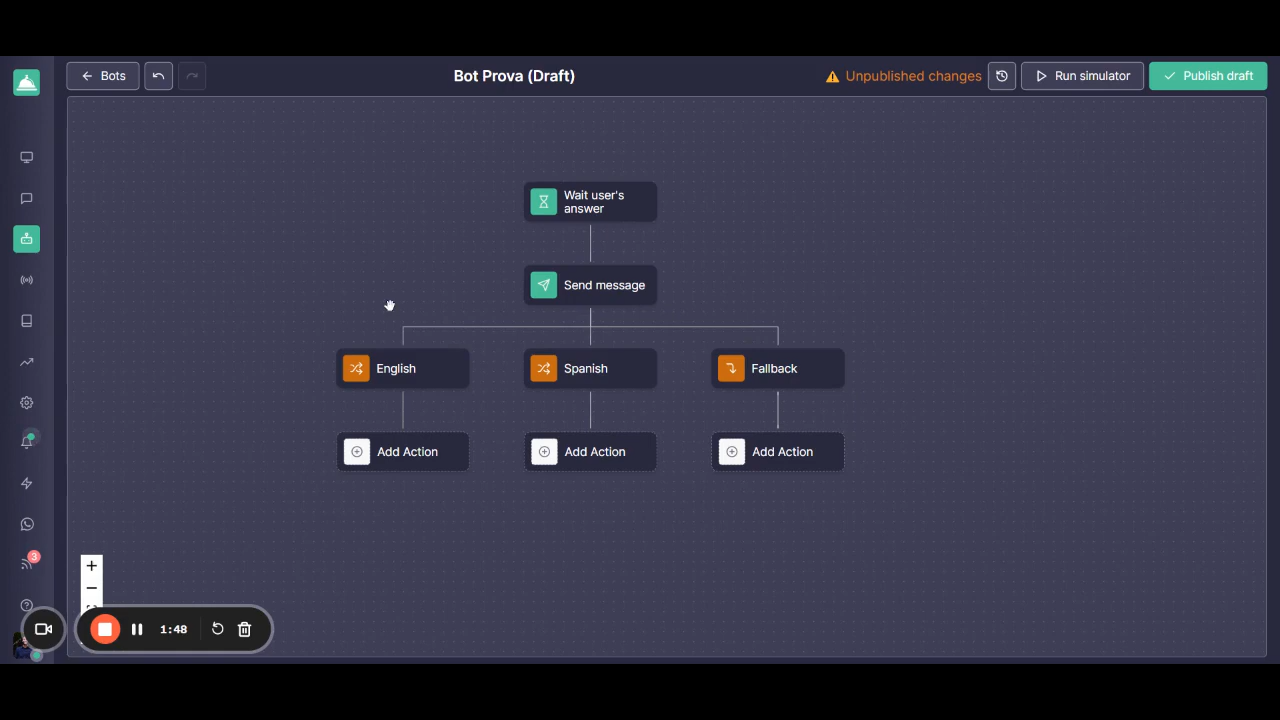 Bots
Bot Prova (Draft)
Unpublished changes
Run simulator
Publish draft
Wait user's
answer
Send message
English
Spanish
Fallback
Add Action
Add Action
Add Action
3
1:48